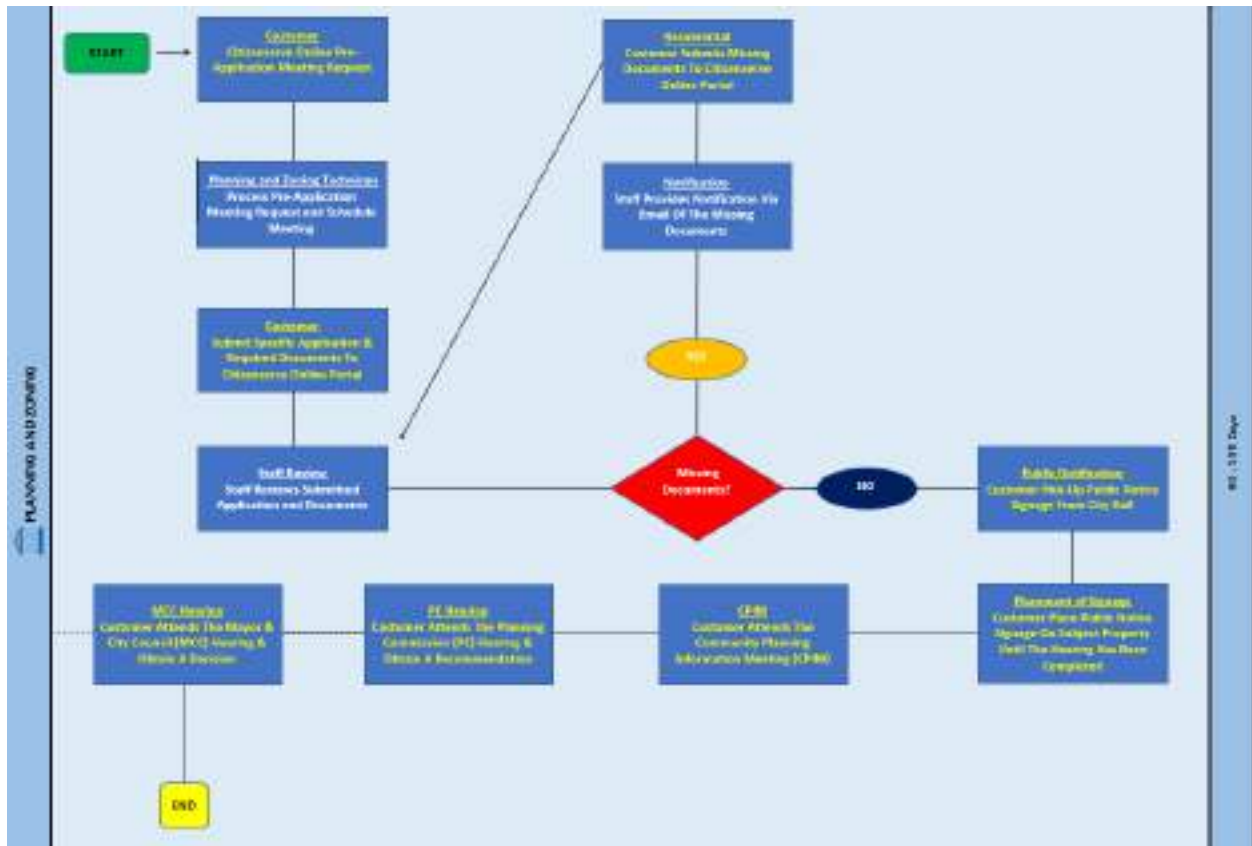 START
Customer
Citizenserve Online Pre-
Application Meeting Request
Planning and Zoning Technician
Process Pre-Application
Meeting Request and Schedule
Meeting
Customer
Submit Specific Application &
Required Documents To
Citizenserve Online Portal
Staff Review
Staff Reviews Submitted
Application and Documents
Customer Submits Missing
Documents To Citizenserve
Online Portal
Notification
Staff Provides Notification Via
Email Of The Missing
Documents
YES
Missing
Documents?
NO
Public Notification
Customer Pick Up Public Notice
Signage From City Hall
Placement of Signage
Customer Place Public Notice
Signage On Subject Property
Until The Hearing Has Been
Completed
CPIM
Customer Attends The
Community Planning
Information Meeting (CPIM)
PC Hearing
Customer Attends The Planning
Commission (PC) Hearing &
Obtain A Recommendation
MCC Hearing
Customer Attends The Mayor &
City Council(MCC) Hearing &
Obtain A Decision
END
PLANNING AND ZONING
Days